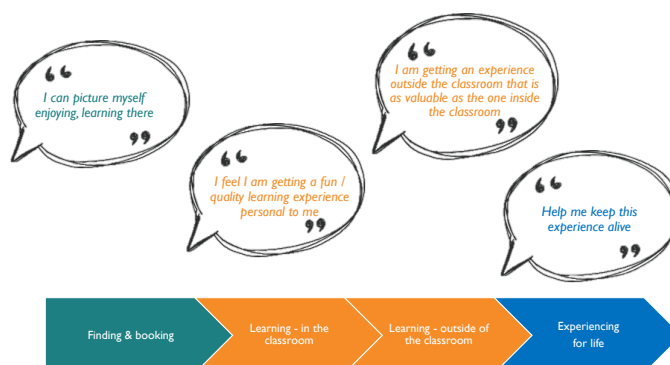 I can picture myself
enjoying, learning there
I feel I am getting a fun /
quality learning experience
personal to me
I am getting an experience
outside the classroom that is
as valuable as the one inside
the classroom
Help me keep this
experience alive
Finding & booking
Learning - in the
classroom
Learning - outside of
the classroom
Experiencing
for life